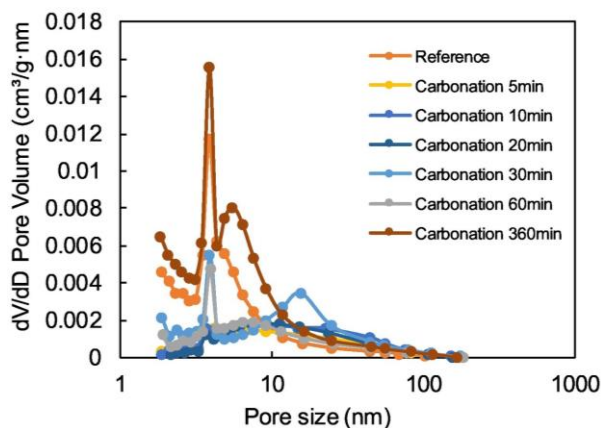 dV/dD Pore Volume (cm³/g·nm)
0.018
0.016
0.014
0.012
0.01
0.008
0.006
0.004
0.002
0
Reference
Carbonation 5min
Carbonation 10min
Carbonation 20min
Carbonation 30min
Carbonation 60min
Carbonation 360min
1 10 100 1000
Pore size (nm)